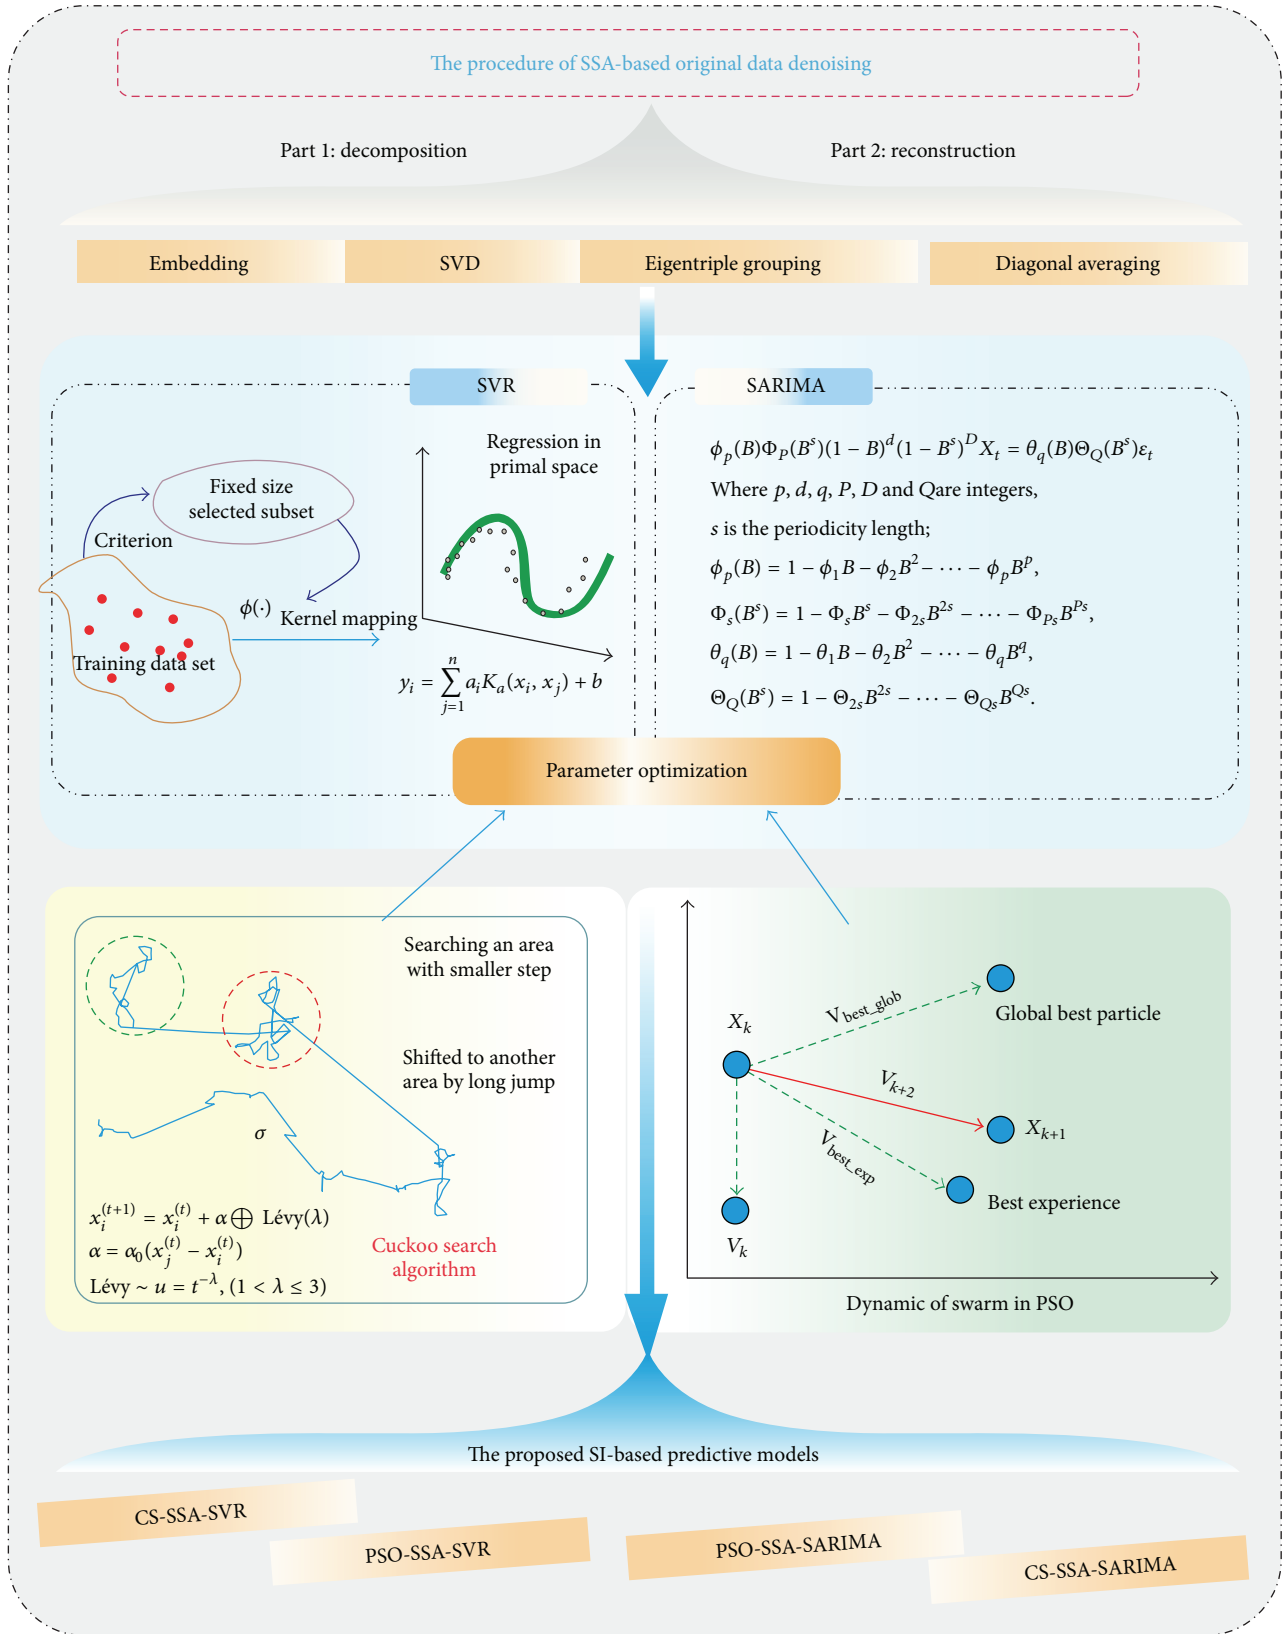 The procedure of SSA-based original data denoising
Part 1: decomposition
Part 2: reconstruction
Embedding
SVD
Eigentriple grouping
Diagonal averaging
SVR
SARIMA
Regression in
primal space
Fixed size
selected subset
Criterion
ϕ(·)
Kernel mapping
Training data set
y_i = ∑_{j=1}^{n} a_i K_a(x_i, x_j) + b
ϕ_p(B)Φ_P(B^s)(1 − B)^d(1 − B^s)^D X_t = θ_q(B)Θ_Q(B^s)ε_t
Where p, d, q, P, D and Qare integers,
s is the periodicity length;
ϕ_p(B) = 1 − ϕ_1B − ϕ_2B^2 − ⋯ − ϕ_pB^p,
Φ_s(B^s) = 1 − Φ_sB^s − Φ_{2s}B^{2s} − ⋯ − Φ_{Ps}B^{Ps},
θ_q(B) = 1 − θ_1B − θ_2B^2 − ⋯ − θ_qB^q,
Θ_Q(B^s) = 1 − Θ_{2s}B^{2s} − ⋯ − Θ_{Qs}B^{Qs}.
Parameter optimization
Searching an area
with smaller step
Shifted to another
area by long jump
σ
x_i^{(t+1)} = x_i^{(t)} + α ⊕ Lévy(λ)
α = α_0(x_j^{(t)} − x_i^{(t)})
Lévy ~ u = t^{−λ}, (1 < λ ≤ 3)
Cuckoo search
algorithm
V_{best_glob}
Global best particle
X_k
V_{k+2}
X_{k+1}
V_{best_exp}
Best experience
V_k
Dynamic of swarm in PSO
The proposed SI-based predictive models
CS-SSA-SVR
PSO-SSA-SVR
PSO-SSA-SARIMA
CS-SSA-SARIMA